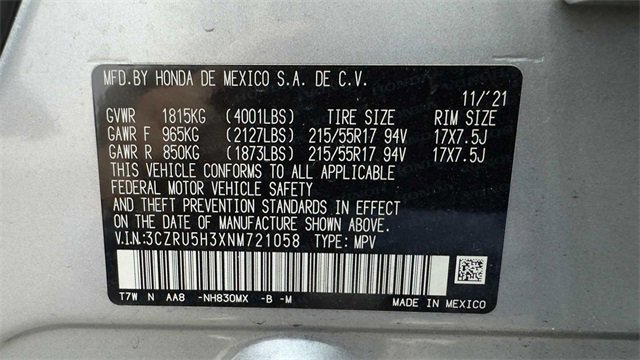 MFD.BY HONDA DE MEXICO S.A. DE C.V.
11/'21
GVWR 1815KG (4001LBS) TIRE SIZE RIM SIZE
GAWR F 965KG (2127LBS) 215/55R17 94V 17X7.5J
GAWR R 850KG (1873LBS) 215/55R17 94V 17X7.5J
THIS VEHICLE CONFORMS TO ALL APPLICABLE
FEDERAL MOTOR VEHICLE SAFETY
AND THEFT PREVENTION STANDARDS IN EFFECT
ON THE DATE OF MANUFACTURE SHOWN ABOVE.
V.I.N:3CZRU5H3XNM721058 TYPE: MPV
T7W N AA8 -NH830MX -B -M MADE IN MEXICO